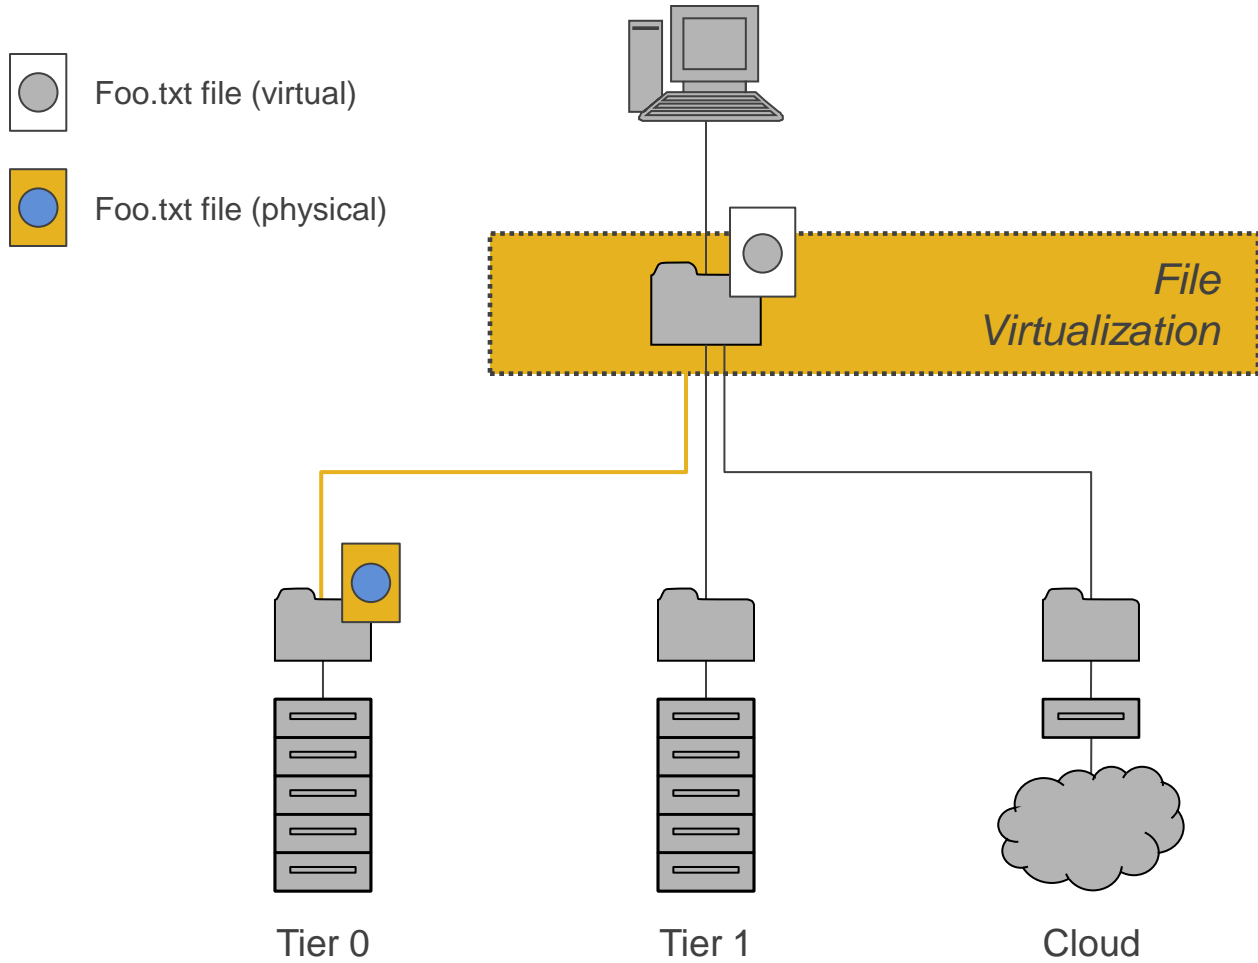 Foo.txt file (virtual)
Foo.txt file (physical)
File
Virtualization
Tier 0
Tier 1
Cloud